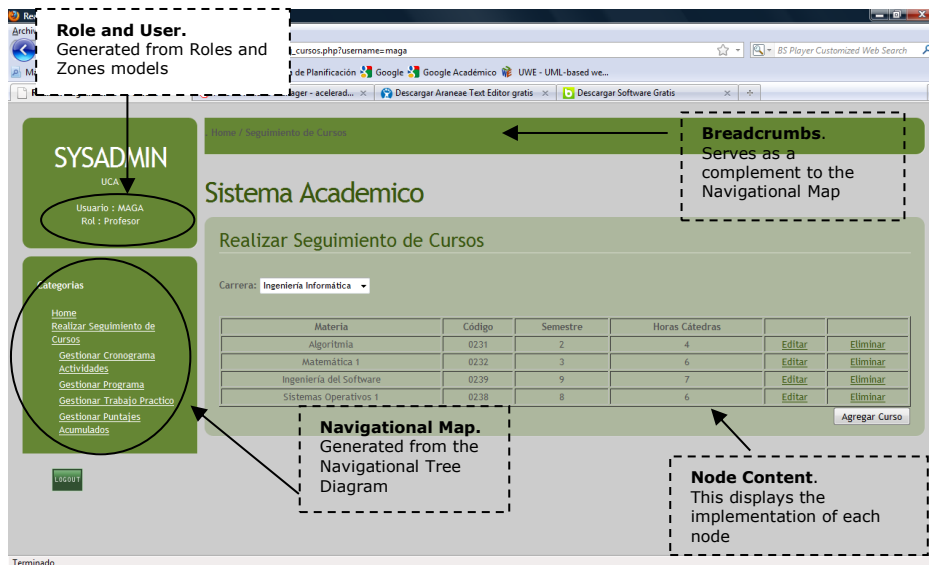 Re
Archi
Role and User.
Generated from Roles and
Zones models
_cursos.php?username=maga
BS Player Customized Web Search
M
de Planificación
Google
Google Académico
UWE - UML-based we...
ager - acelerad...
Descargar Araneae Text Editor gratis
Descargar Software Gratis
SYSADMIN
UCA
Usuario : MAGA
Rol : Profesor
. Home / Seguimiento de Cursos
Breadcrumbs.
Serves as a
complement to the
Navigational Map
Sistema Academico
Realizar Seguimiento de Cursos
Carrera: Ingeniería Informática
Categorias
Home
Realizar Seguimiento de
Cursos
Gestionar Cronograma
Actividades
Gestionar Programa
Gestionar Trabajo Practico
Gestionar Puntajes
Acumulados
LOGOUT
Materia Código Semestre Horas Cátedras
Algoritmia 0231 2 4 Editar Eliminar
Matemática 1 0232 3 6 Editar Eliminar
Ingeniería del Software 0239 9 7 Editar Eliminar
Sistemas Operativos 1 0238 8 6 Editar Eliminar
Agregar Curso
Navigational Map.
Generated from the
Navigational Tree
Diagram
Node Content.
This displays the
implementation of each
node
Terminado